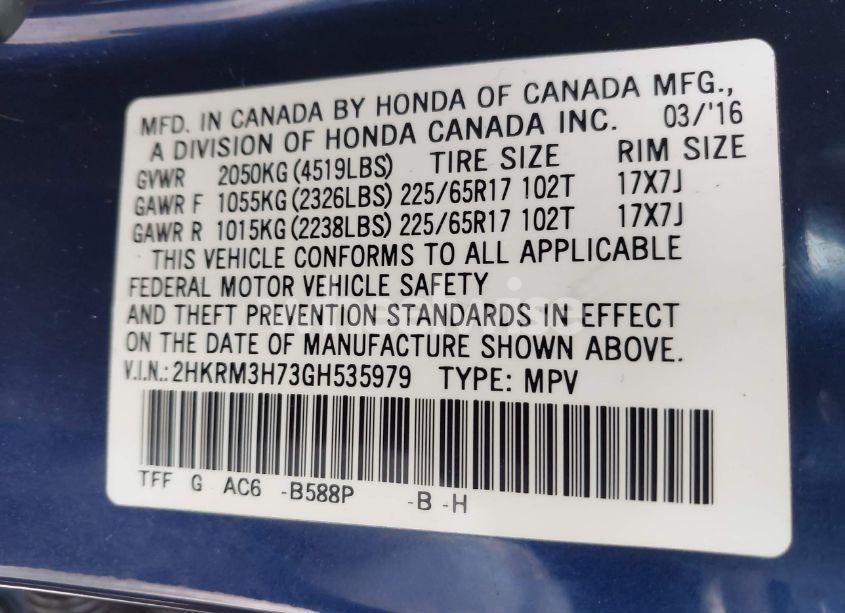 MFD. IN CANADA BY HONDA OF CANADA MFG.,
A DIVISION OF HONDA CANADA INC. 03/'16
GVWR 2050KG (4519LBS) TIRE SIZE RIM SIZE
GAWR F 1055KG (2326LBS) 225/65R17 102T 17X7J
GAWR R 1015KG (2238LBS) 225/65R17 102T 17X7J
THIS VEHICLE CONFORMS TO ALL APPLICABLE
FEDERAL MOTOR VEHICLE SAFETY
AND THEFT PREVENTION STANDARDS IN EFFECT
ON THE DATE OF MANUFACTURE SHOWN ABOVE.
V.I.N.: 2HKRM3H73GH535979 TYPE: MPV
TFF G AC6 -B588P -B -H